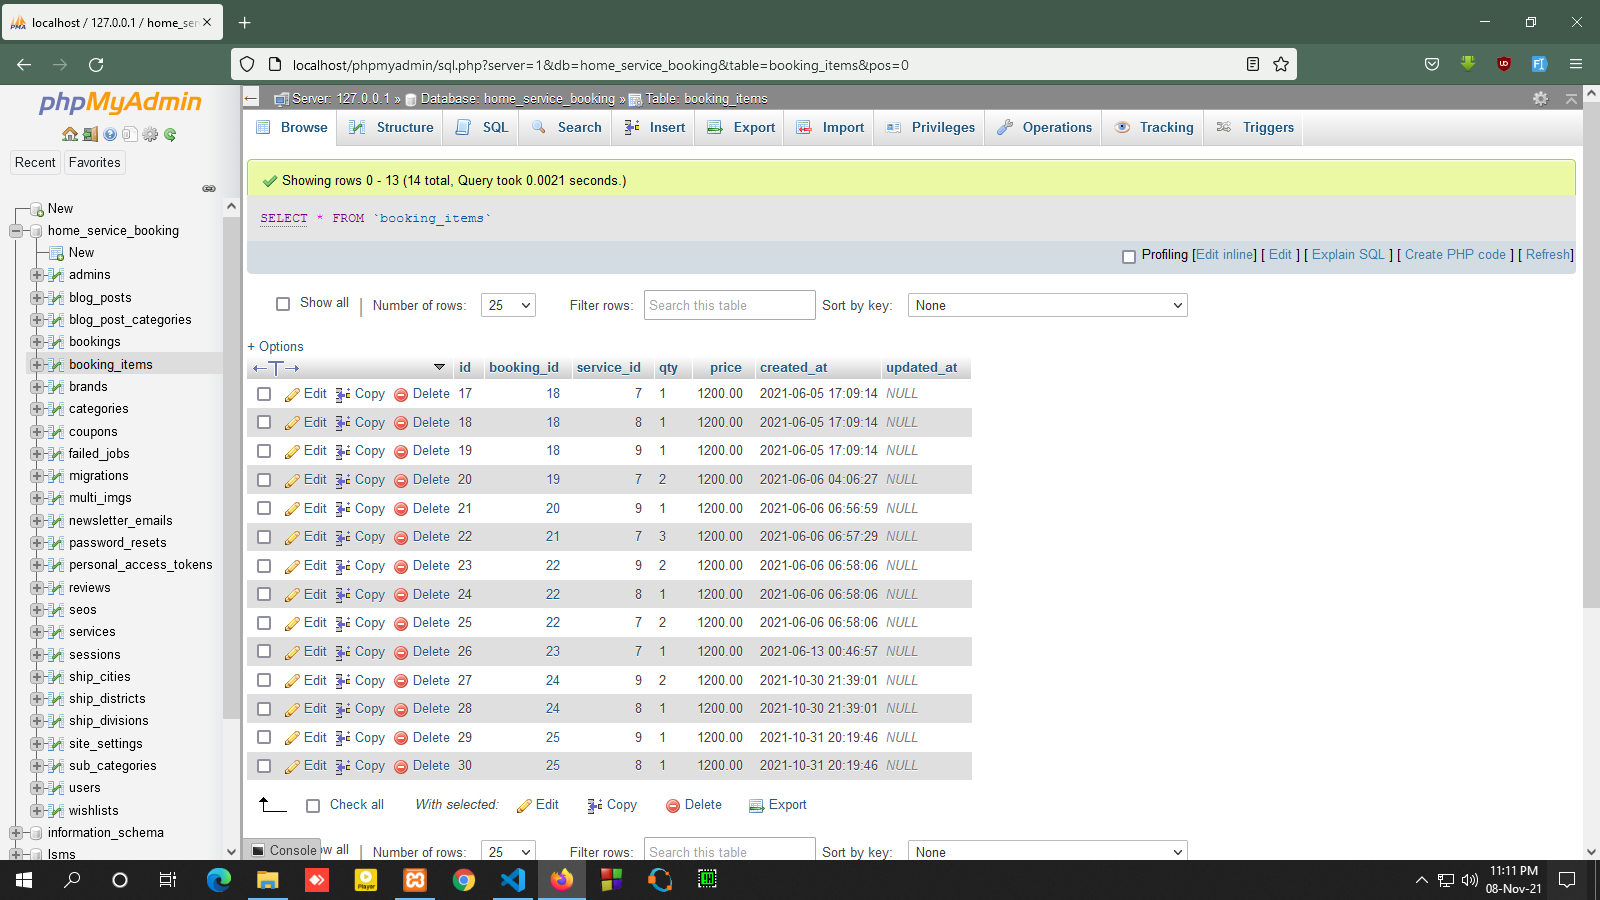 localhost / 127.0.0.1 / home_ser
localhost/phpmyadmin/sql.php?server=1&db=home_service_booking&table=booking_items&pos=0
phpMyAdmin
Recent Favorites
New
home_service_booking
New
admins
blog_posts
blog_post_categories
bookings
booking_items
brands
categories
coupons
failed_jobs
migrations
multi_imgs
newsletter_emails
password_resets
personal_access_tokens
reviews
seos
services
sessions
ship_cities
ship_districts
ship_divisions
site_settings
sub_categories
users
wishlists
information_schema
lsms
Server: 127.0.0.1 » Database: home_service_booking » Table: booking_items
Browse Structure SQL Search Insert Export Import Privileges Operations Tracking Triggers
Showing rows 0 - 13 (14 total, Query took 0.0021 seconds.)
SELECT * FROM `booking_items`
Profiling [Edit inline] [ Edit ] [ Explain SQL ] [ Create PHP code ] [ Refresh]
Show all | Number of rows: 25 Filter rows: Search this table Sort by key: None
+ Options
id booking_id service_id qty price created_at updated_at
Edit Copy Delete 17 18 7 1 1200.00 2021-06-05 17:09:14 NULL
Edit Copy Delete 18 18 8 1 1200.00 2021-06-05 17:09:14 NULL
Edit Copy Delete 19 18 9 1 1200.00 2021-06-05 17:09:14 NULL
Edit Copy Delete 20 19 7 2 1200.00 2021-06-06 04:06:27 NULL
Edit Copy Delete 21 20 9 1 1200.00 2021-06-06 06:56:59 NULL
Edit Copy Delete 22 21 7 3 1200.00 2021-06-06 06:57:29 NULL
Edit Copy Delete 23 22 9 2 1200.00 2021-06-06 06:58:06 NULL
Edit Copy Delete 24 22 8 1 1200.00 2021-06-06 06:58:06 NULL
Edit Copy Delete 25 22 7 2 1200.00 2021-06-06 06:58:06 NULL
Edit Copy Delete 26 23 7 1 1200.00 2021-06-13 00:46:57 NULL
Edit Copy Delete 27 24 9 2 1200.00 2021-10-30 21:39:01 NULL
Edit Copy Delete 28 24 8 1 1200.00 2021-10-30 21:39:01 NULL
Edit Copy Delete 29 25 9 1 1200.00 2021-10-31 20:19:46 NULL
Edit Copy Delete 30 25 8 1 1200.00 2021-10-31 20:19:46 NULL
Check all With selected: Edit Copy Delete Export
Console ow all | Number of rows: 25 Filter rows: Search this table Sort by key: None
11:11 PM
08-Nov-21